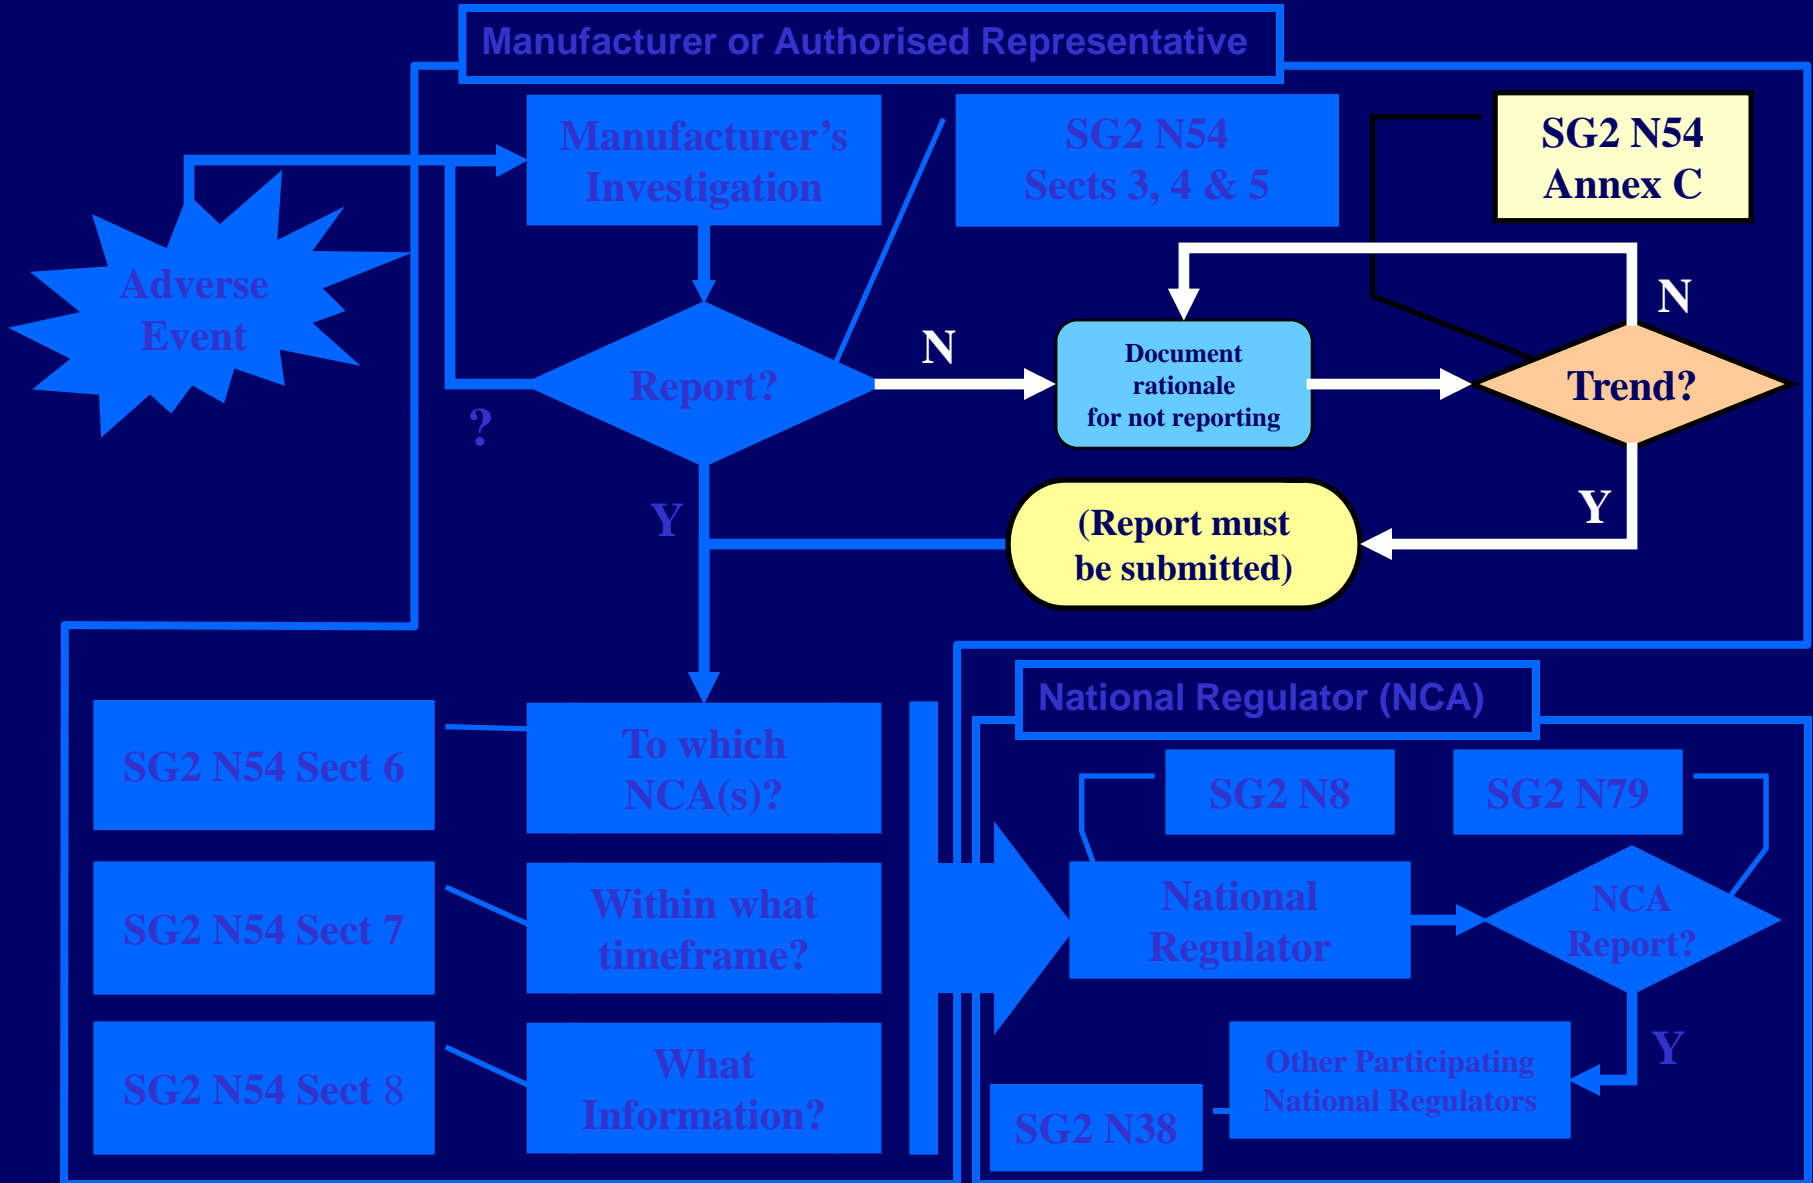 Manufacturer or Authorised Representative
Manufacturer’s
Investigation
SG2 N54
Sects 3, 4 & 5
SG2 N54
Annex C
Adverse
Event
Report?
?
N
Document
rationale
for not reporting
Trend?
N
Y
Y
(Report must
be submitted)
SG2 N54 Sect 6
To which
NCA(s)?
SG2 N54 Sect 7
Within what
timeframe?
SG2 N54 Sect 8
What
Information?
National Regulator (NCA)
SG2 N8
SG2 N79
National
Regulator
NCA
Report?
Y
Other Participating
National Regulators
SG2 N38